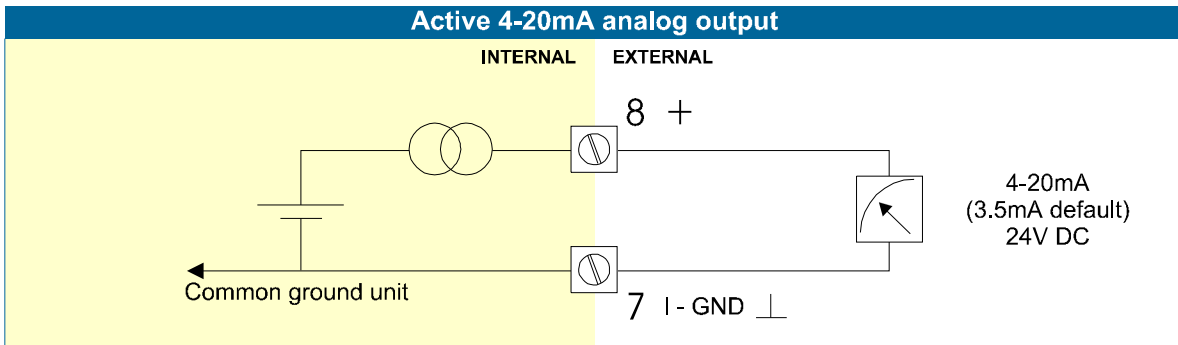 Active 4-20mA analog output
INTERNAL EXTERNAL
8 +
4-20mA
(3.5mA default)
24V DC
Common ground unit
7 I - GND ⊥